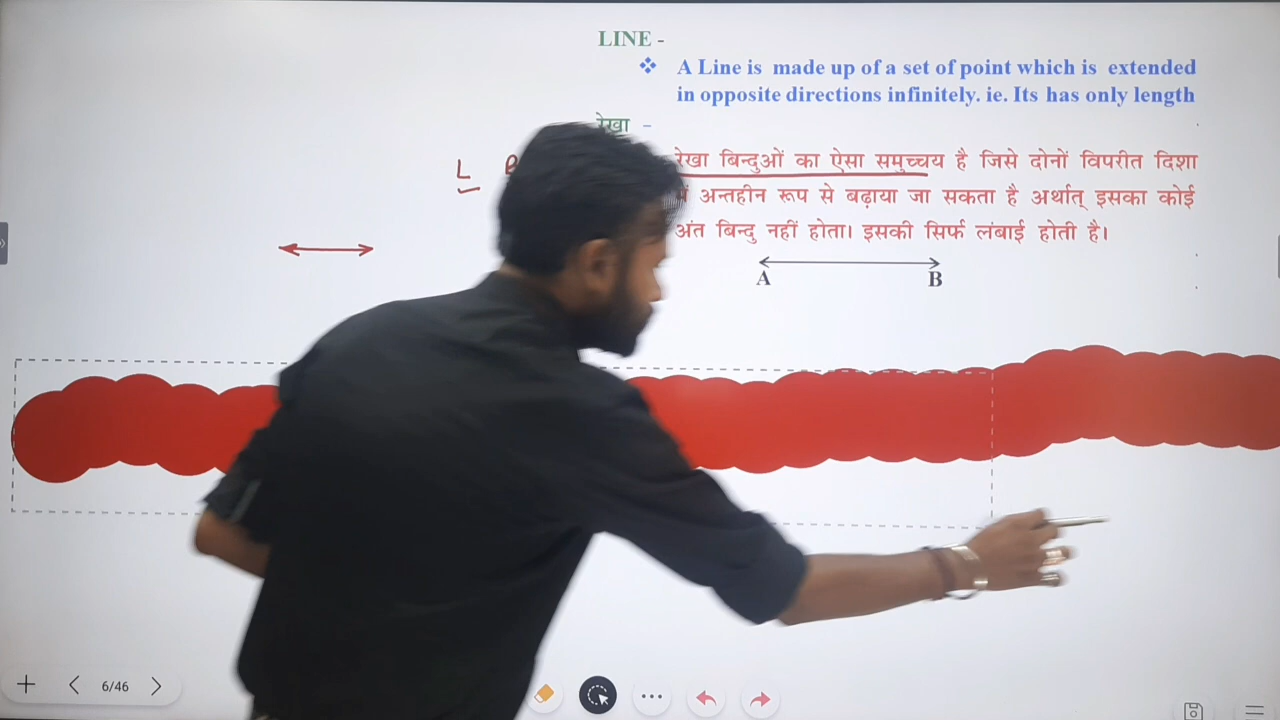 LINE -
❖ A Line is made up of a set of point which is extended
in opposite directions infinitely. ie. Its has only length
रेखा -
L
रेखा बिन्दुओं का ऐसा समुच्चय है जिसे दोनों विपरीत दिशा
अन्तहीन रूप से बढ़ाया जा सकता है अर्थात् इसका कोई
अंत बिन्दु नहीं होता। इसकी सिर्फ लंबाई होती है।
A B
6/46